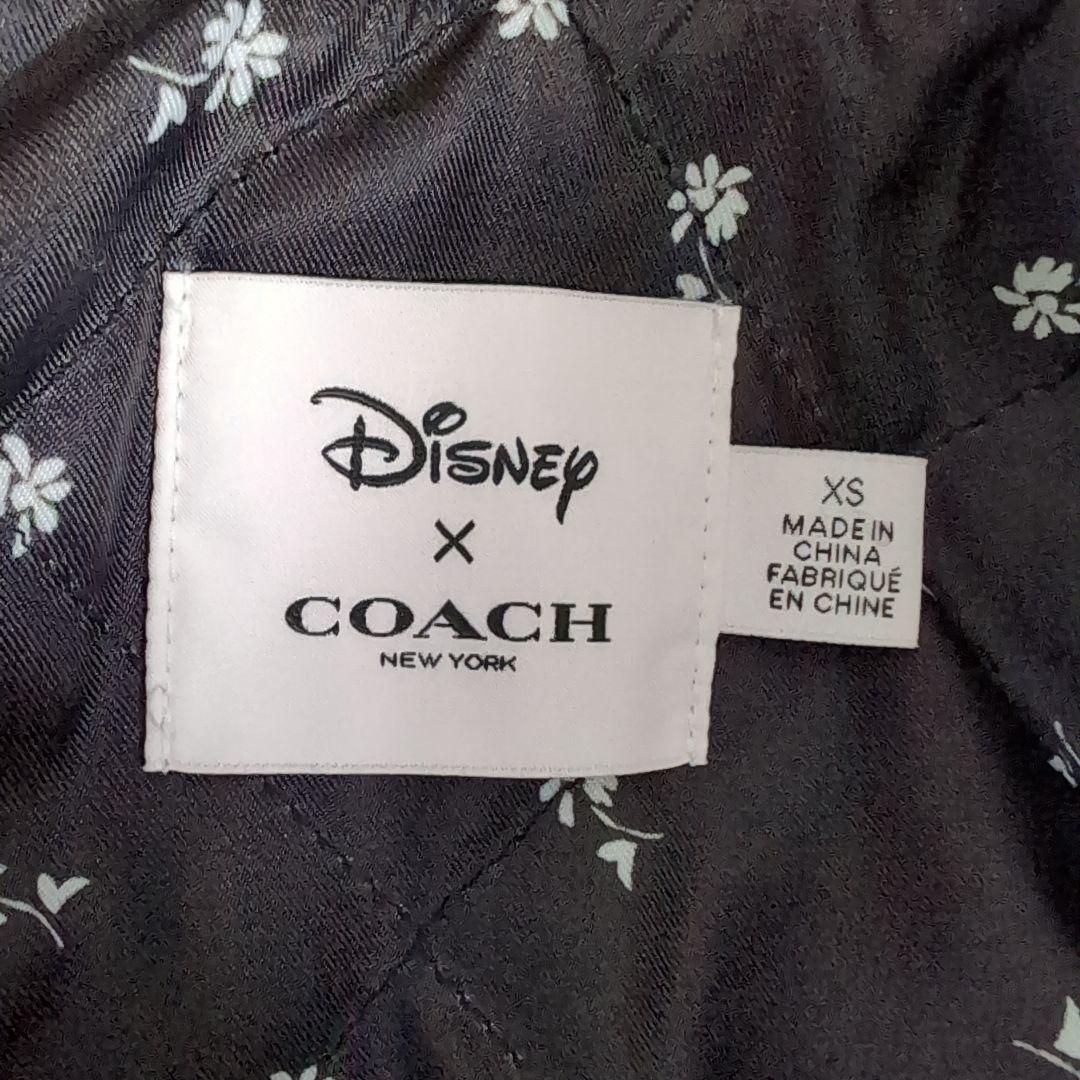 Disney
×
COACH
NEW YORK
XS
MADE IN
CHINA
FABRIQUÉ
EN CHINE